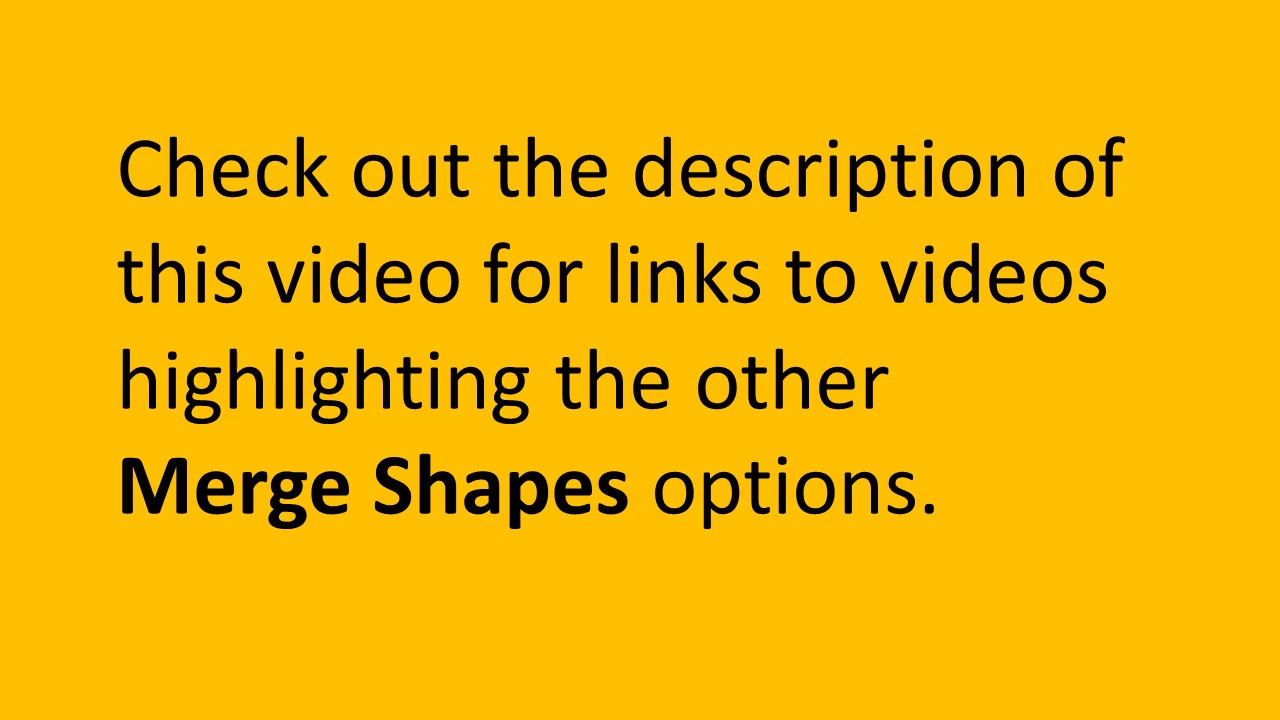 Check out the description of
this video for links to videos
highlighting the other
Merge Shapes options.